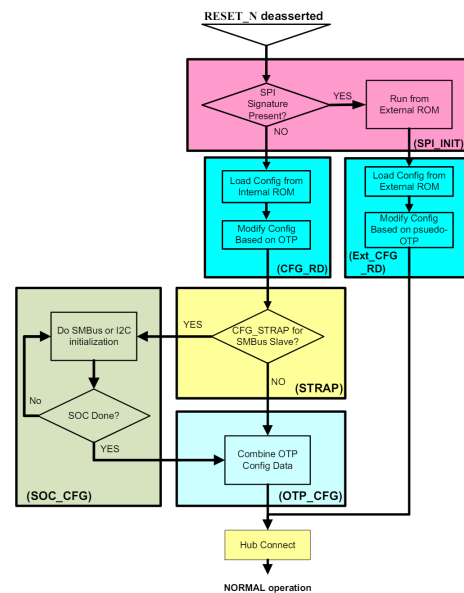 RESET_N deasserted
SPI
Signature
Present?
YES
Run from
External ROM
NO
(SPI_INIT)
Load Config from
Internal ROM
Modify Config
Based on OTP
(CFG_RD)
Load Config from
External ROM
Modify Config
Based on psuedo-
OTP
(Ext_CFG
_RD)
Do SMBus or I2C
initialization
YES
CFG_STRAP for
SMBus Slave?
NO
(STRAP)
No
SOC Done?
YES
(SOC_CFG)
Combine OTP
Config Data
(OTP_CFG)
Hub Connect
NORMAL operation